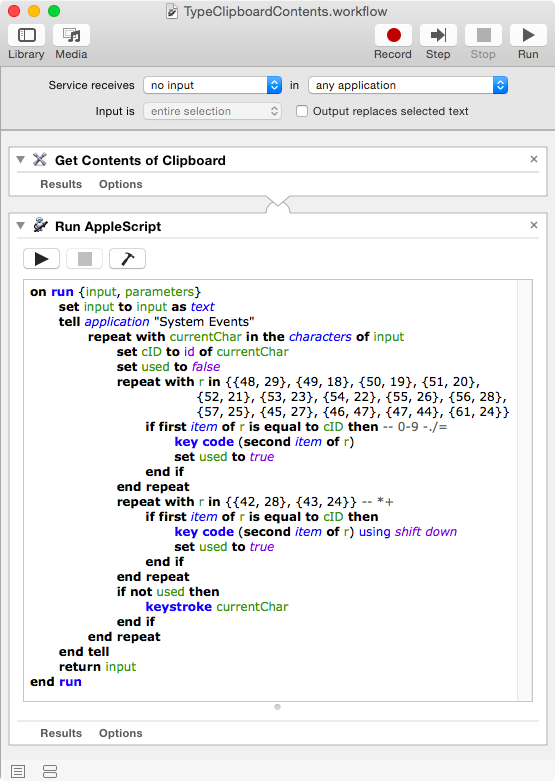 TypeClipboardContents.workflow
Library Media Record Step Stop Run
Service receives no input in any application
Input is entire selection Output replaces selected text
Get Contents of Clipboard
Results Options
Run AppleScript
on run {input, parameters}
set input to input as text
tell application "System Events"
repeat with currentChar in the characters of input
set cID to id of currentChar
set used to false
repeat with r in {{48, 29}, {49, 18}, {50, 19}, {51, 20},
{52, 21}, {53, 23}, {54, 22}, {55, 26}, {56, 28},
{57, 25}, {45, 27}, {46, 47}, {47, 44}, {61, 24}}
if first item of r is equal to cID then -- 0-9 -./=
key code (second item of r)
set used to true
end if
end repeat
repeat with r in {{42, 28}, {43, 24}} -- *+
if first item of r is equal to cID then
key code (second item of r) using shift down
set used to true
end if
end repeat
if not used then
keystroke currentChar
end if
end repeat
end tell
return input
end run
Results Options